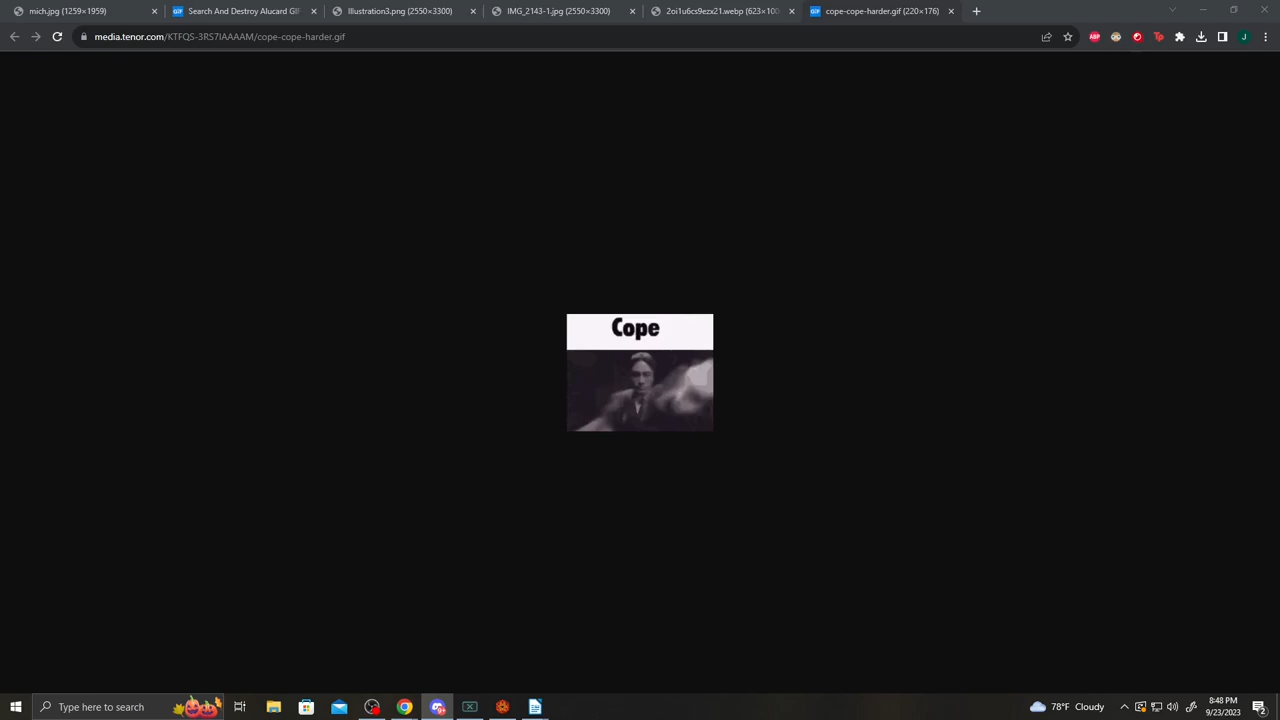 mich.jpg (1259×1959)
Search And Destroy Alucard GIF
Illustration3.png (2550×3300)
IMG_2143-1.jpg (2550×3300)
2oi1u6cs9ezx21.webp (623×100
cope-cope-harder.gif (220×176)
media.tenor.com/KTFQS-3RS7IAAAAM/cope-cope-harder.gif
ABP
Tp
J
Cope
Type here to search
78°F Cloudy
8:48 PM
9/23/2023